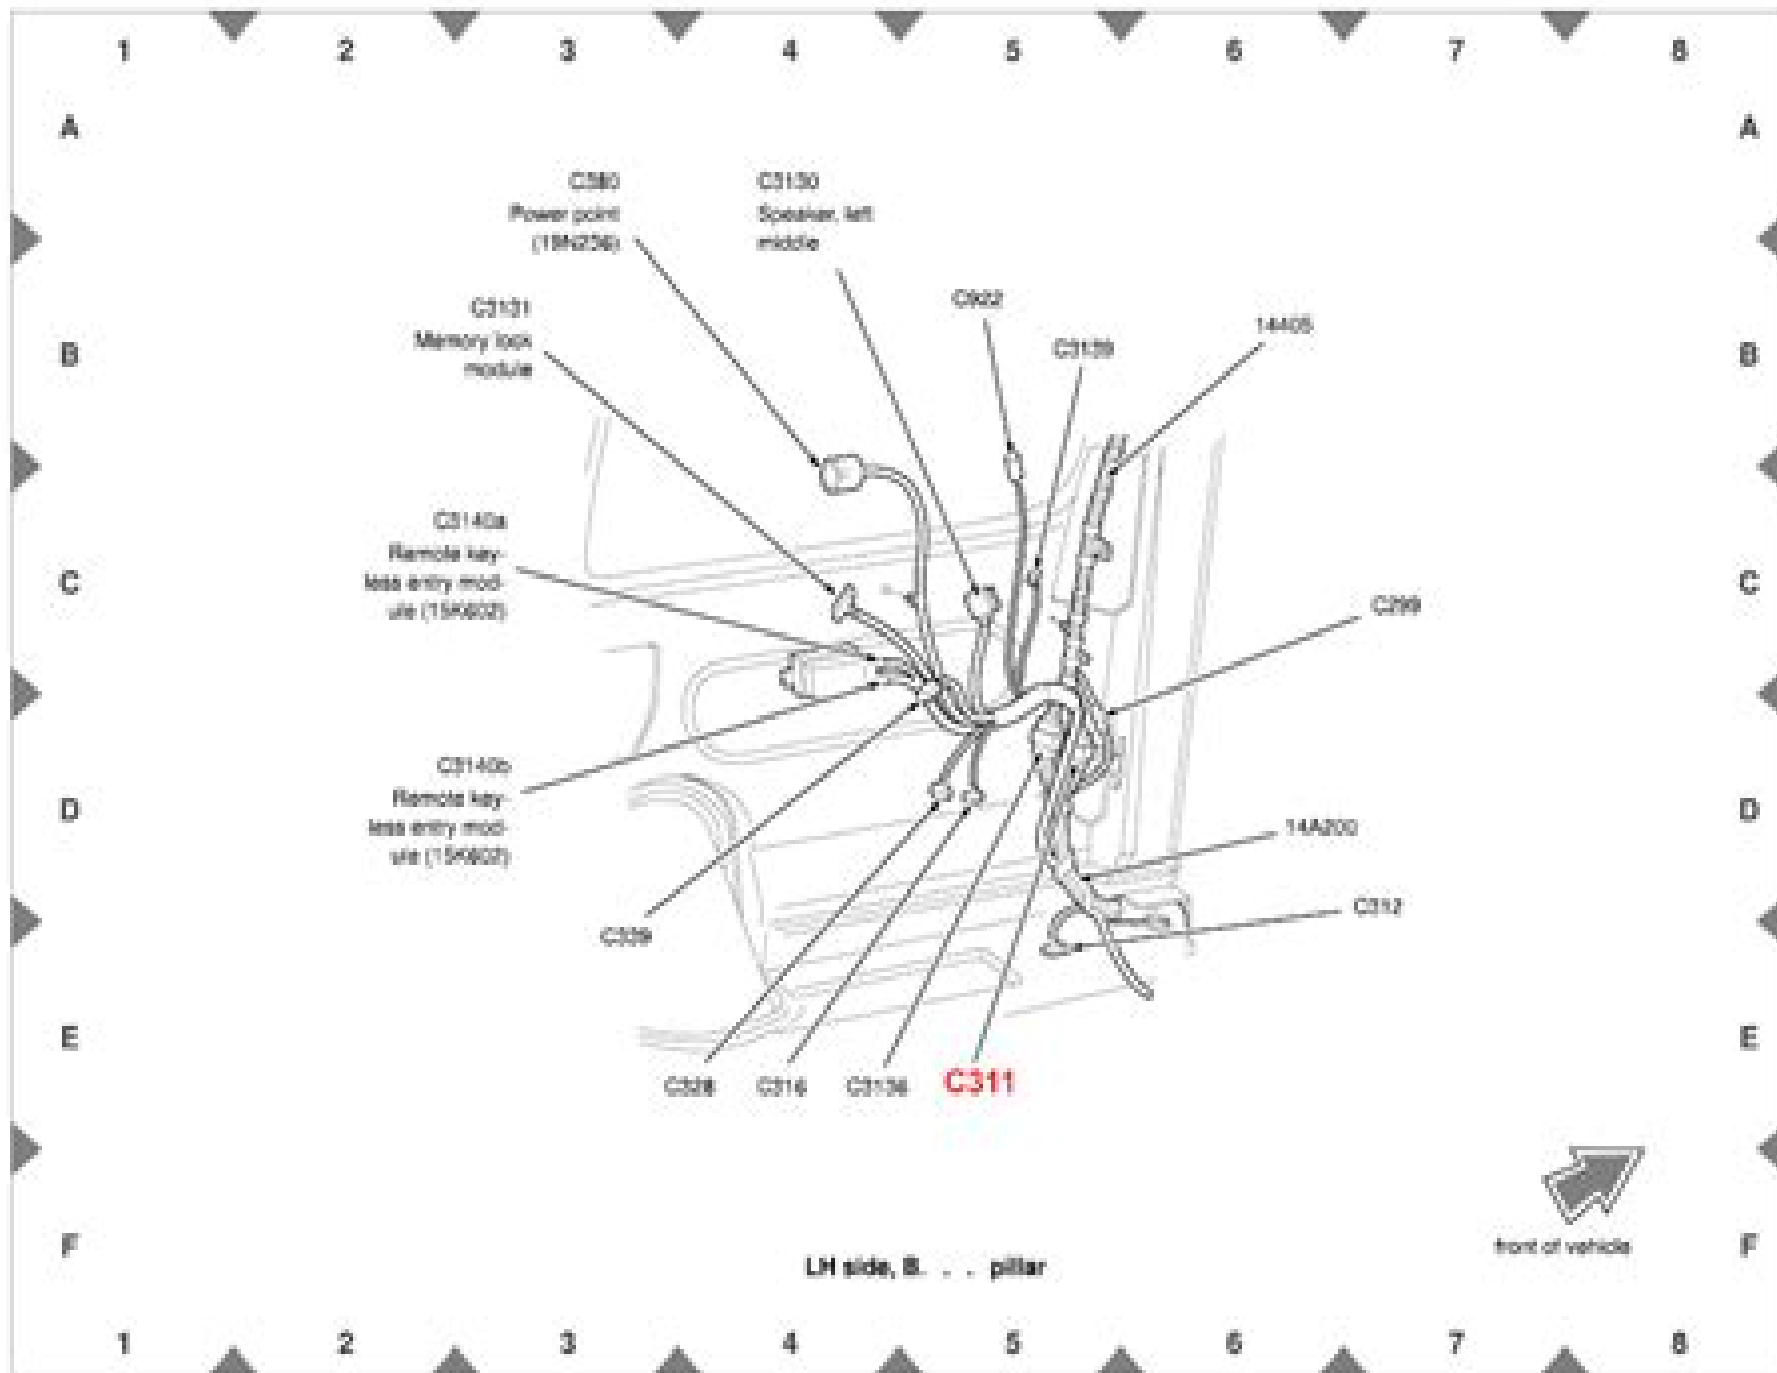 1 2 3 4 5 6 7 8
A A
C380
Power point
(19N236)
C3130
Speaker, left
middle
C922
C3139
14405
C3131
Memory lock
module
B B
C3140a
Remote key-
less entry mod-
ule (15K602)
C C
C299
C3140b
Remote key-
less entry mod-
ule (15K602)
D D
14A200
C312
C339
E E
C328 C316 C3136 C311
front of vehicle
F F
LH side, B. . . pillar
1 2 3 4 5 6 7 8